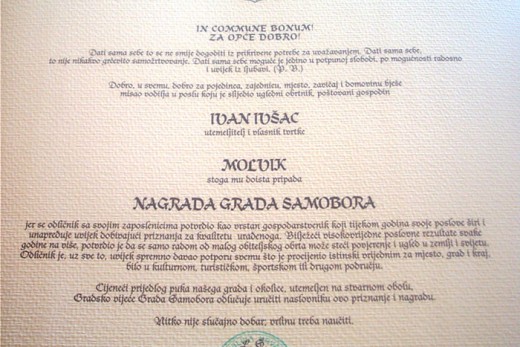 IN COMMUNE BONUM!
ZA OPĆE DOBRO!
Dati sama sebe to se ne smije dogoditi iz prikrivene potrebe za uvažavanjem. Dati sama sebe,
to nije nikakvo grčevito samožrtvovanje. Dati sama sebe moguće je jedino u potpunoj slobodi, po mogućnosti radosno
i uvijek iz ljubavi. (P. B.)
Dobro, u svemu, dobro za pojedinca, zajednicu, mjesto, zavičaj i domovinu bješe
misao vodilja u poslu koju je slijedio ugledni obrtnik, poštovani gospodin
IVAN IVŠAC
utemeljitelj i vlasnik tvrtke
MOLVIK
stoga mu doista pripada
NAGRADA GRADA SAMOBORA
jer se odličnik sa svojim zaposlenicima potvrdio kao vrstan gospodarstvenik koji tijekom godina svoje poslove širi i
unapređuje uvijek dobivajući priznanja za kvalitetu urađenoga. Bilježeći visokovrijedne poslovne rezultate svake
godine na više, potvrdio je da se samo radom od malog obiteljskog obrta može steći povjerenje i ugled u zemlji i svijetu.
Odličnik je, uz sve to, uvijek spremno davao potporu svemu što je procijenio istinski vrijednim za mjesto, grad i kraj,
bilo u kulturnom, turističkom, športskom ili drugom području.
Cijeneći prijedlog puka našega grada i okolice, utemeljen na stvarnom obolu,
Gradsko vijeće Grada Samobora odlučuje uručiti naslovniku ovo priznanje i nagradu.
Nitko nije slučajno dobar, vrlinu treba naučiti.